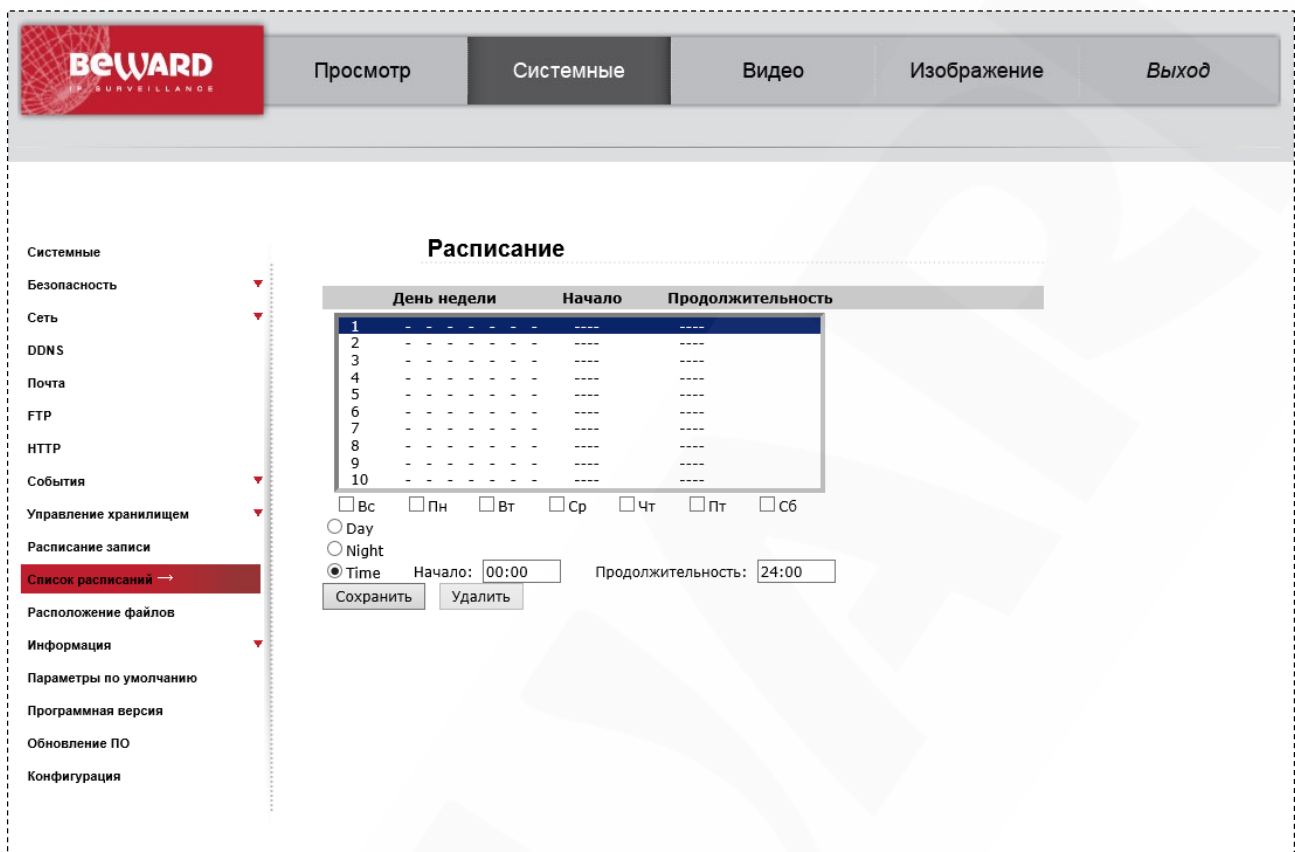 BEWARD
IP SURVEILLANCE
Просмотр Системные Видео Изображение Выход
Системные
Безопасность
Сеть
DDNS
Почта
FTP
HTTP
События
Управление хранилищем
Расписание записи
Список расписаний →
Расположение файлов
Информация
Параметры по умолчанию
Программная версия
Обновление ПО
Конфигурация
Расписание
День недели Начало Продолжительность
1 - - - - - - - ---- ----
2 - - - - - - - ---- ----
3 - - - - - - - ---- ----
4 - - - - - - - ---- ----
5 - - - - - - - ---- ----
6 - - - - - - - ---- ----
7 - - - - - - - ---- ----
8 - - - - - - - ---- ----
9 - - - - - - - ---- ----
10 - - - - - - - ---- ----
Вс Пн Вт Ср Чт Пт Сб
Day
Night
Time Начало: 00:00 Продолжительность: 24:00
Сохранить Удалить